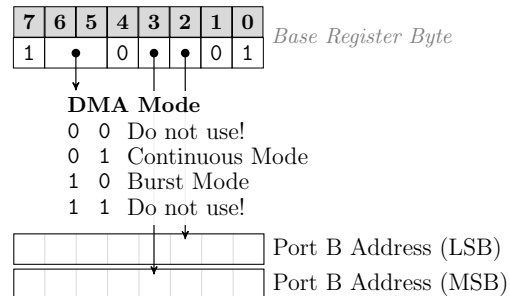 7 6 5 4 3 2 1 0
Base Register Byte
1 0 0 1
DMA Mode
0 0 Do not use!
0 1 Continuous Mode
1 0 Burst Mode
1 1 Do not use!
Port B Address (LSB)
Port B Address (MSB)